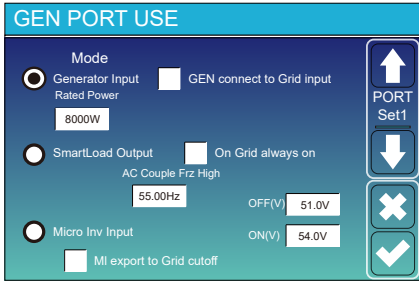 GEN PORT USE
Mode
Generator Input
GEN connect to Grid input
Rated Power
8000W
PORT
Set1
SmartLoad Output
On Grid always on
AC Couple Frz High
55.00Hz
OFF(V) 51.0V
Micro Inv Input
ON(V) 54.0V
MI export to Grid cutoff